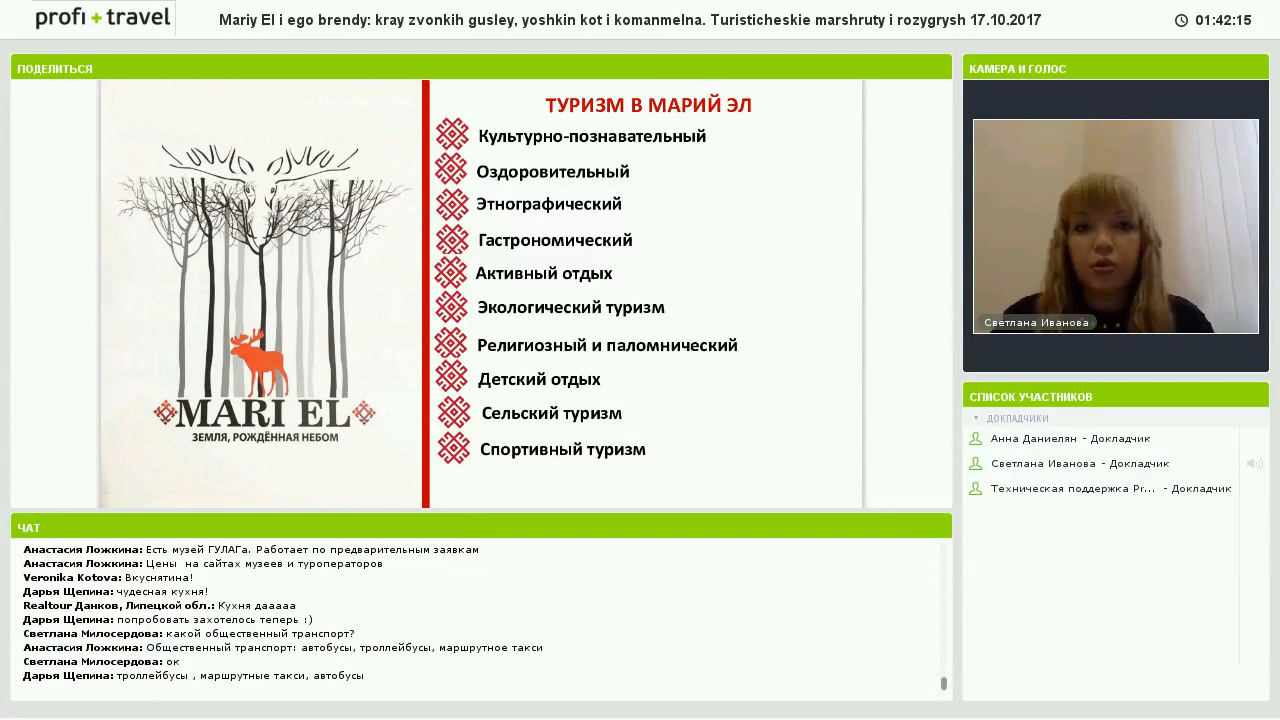 profi + travel
Mariy El i ego brendy: kray zvonkih gusley, yoshkin kot i komanmelna. Turisticheskie marshruty i rozygrysh 17.10.2017
01:42:15
ПОДЕЛИТЬСЯ
ТУРИЗМ В МАРИЙ ЭЛ
Культурно-познавательный
Оздоровительный
Этнографический
Гастрономический
Активный отдых
Экологический туризм
Религиозный и паломнический
Детский отдых
Сельский туризм
Спортивный туризм
MARI EL
ЗЕМЛЯ, РОЖДЁННАЯ НЕБОМ
КАМЕРА И ГОЛОС
Светлана Иванова
СПИСОК УЧАСТНИКОВ
ДОКЛАДЧИКИ
Анна Даниелян - Докладчик
Светлана Иванова - Докладчик
Техническая поддержка Pr... - Докладчик
ЧАТ
Анастасия Ложкина: Есть музей ГУЛАГа. Работает по предварительным заявкам
Анастасия Ложкина: Цены на сайтах музеев и туроператоров
Veronika Kotova: Вкуснятина!
Дарья Щепина: чудесная кухня!
Realtour Данков, Липецкой обл.: Кухня дааааа
Дарья Щепина: попробовать захотелось теперь :)
Светлана Милосердова: какой общественный транспорт?
Анастасия Ложкина: Общественный транспорт: автобусы, троллейбусы, маршрутное такси
Светлана Милосердова: ок
Дарья Щепина: троллейбусы , маршрутные такси, автобусы